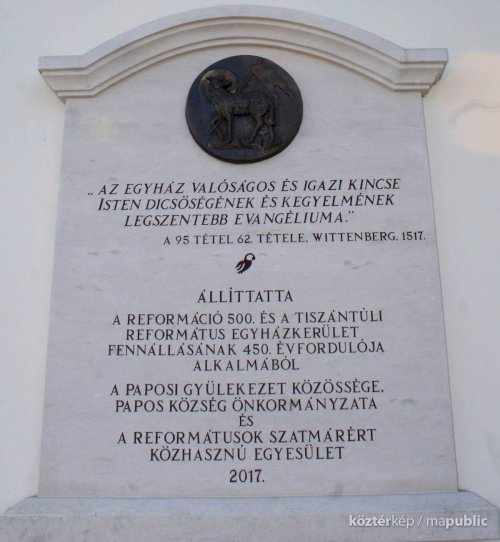 „AZ EGYHÁZ VALÓSÁGOS ÉS IGAZI KINCSE
ISTEN DICSŐSÉGÉNEK ÉS KEGYELMÉNEK
LEGSZENTEBB EVANGÉLIUMA."
A 95 TÉTEL 62. TÉTELE. WITTENBERG. 1517.
ÁLLÍTTATTA
A REFORMÁCIÓ 500. ÉS A TISZÁNTÚLI
REFORMÁTUS EGYHÁZKERÜLET
FENNÁLLÁSÁNAK 450. ÉVFORDULÓJA
ALKALMÁBÓL
A PAPOSI GYÜLEKEZET KÖZÖSSÉGE.
PAPOS KÖZSÉG ÖNKORMÁNYZATA
ÉS
A REFORMÁTUSOK SZATMÁRÉRT
KÖZHASZNÚ EGYESÜLET
2017.
köztérkép / mapublic